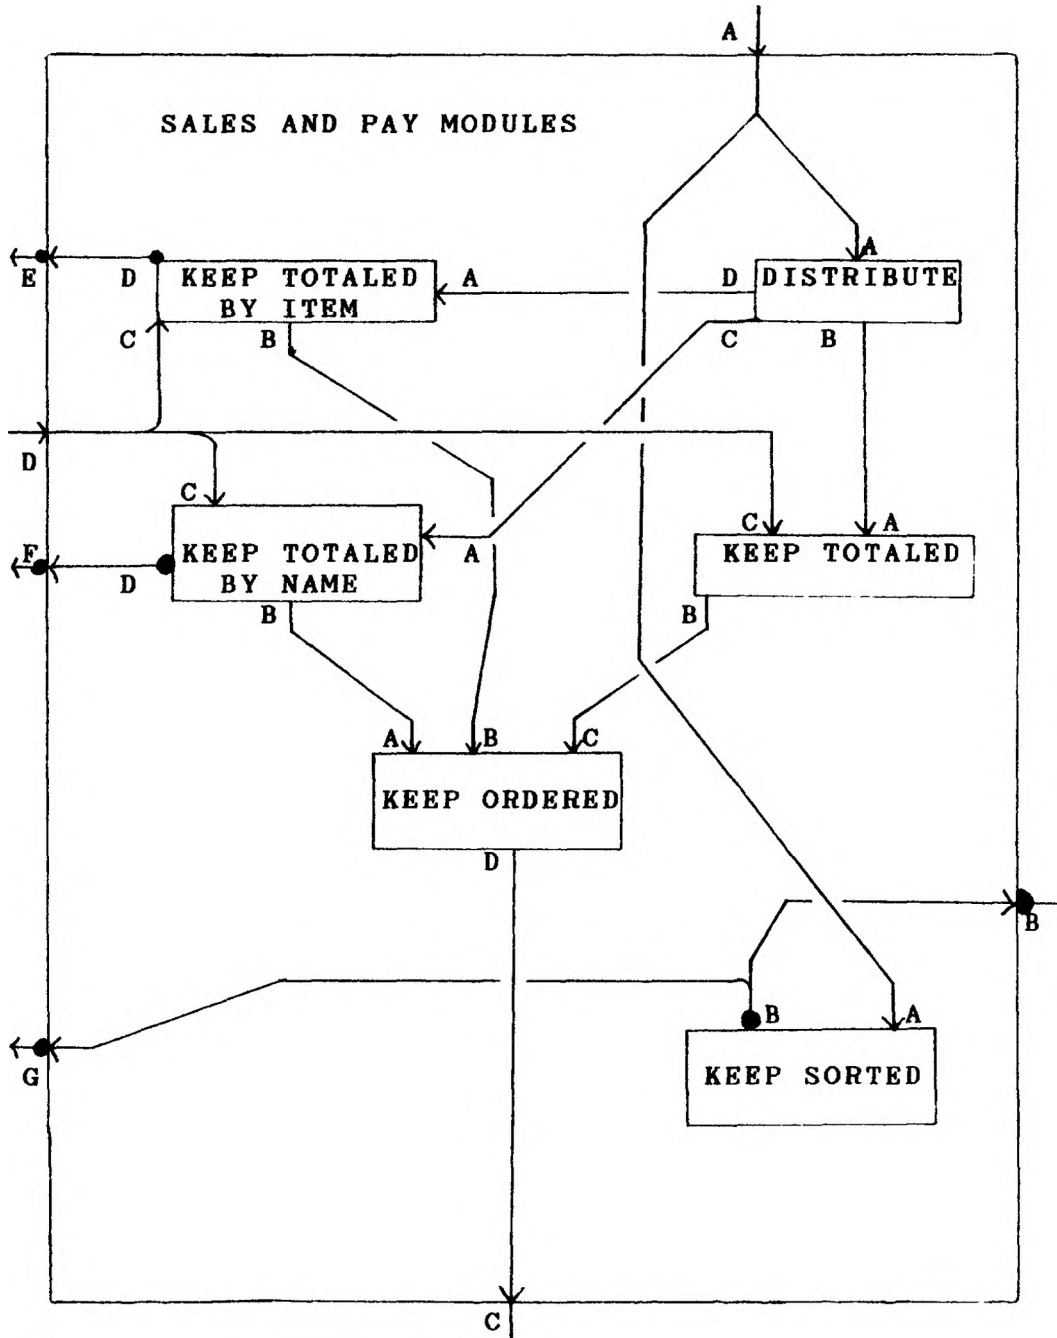 A
SALES AND PAY MODULES
E D KEEP TOTALED A D DISTRIBUTE A
BY ITEM
C B C B
D
C C A
F D KEEP TOTALED A KEEP TOTALED
BY NAME
B B
A B C
KEEP ORDERED
D
B
B A
G KEEP SORTED
C